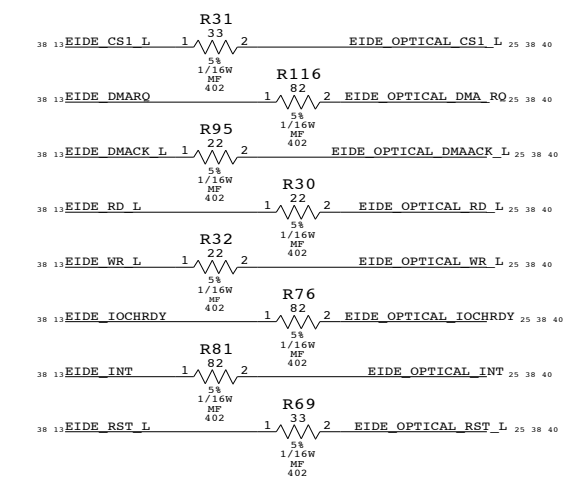 R31
33
38 13 EIDE_CS1_L 1 2 EIDE_OPTICAL_CS1_L 25 38 40
5%
1/16W
MF
402
R116
82
38 13 EIDE_DMARQ 1 2 EIDE_OPTICAL_DMA_RQ 25 38 40
5%
1/16W
MF
402
R95
22
38 13 EIDE_DMACK_L 1 2 EIDE_OPTICAL_DMAACK_L 25 38 40
5%
1/16W
MF
402
R30
22
38 13 EIDE_RD_L 1 2 EIDE_OPTICAL_RD_L 25 38 40
5%
1/16W
MF
402
R32
22
38 13 EIDE_WR_L 1 2 EIDE_OPTICAL_WR_L 25 38 40
5%
1/16W
MF
402
R76
82
38 13 EIDE_IOCHRDY 1 2 EIDE_OPTICAL_IOCHRDY 25 38 40
5%
1/16W
MF
402
R81
82
38 13 EIDE_INT 1 2 EIDE_OPTICAL_INT 25 38 40
5%
1/16W
MF
402
R69
33
38 13 EIDE_RST_L 1 2 EIDE_OPTICAL_RST_L 25 38 40
5%
1/16W
MF
402